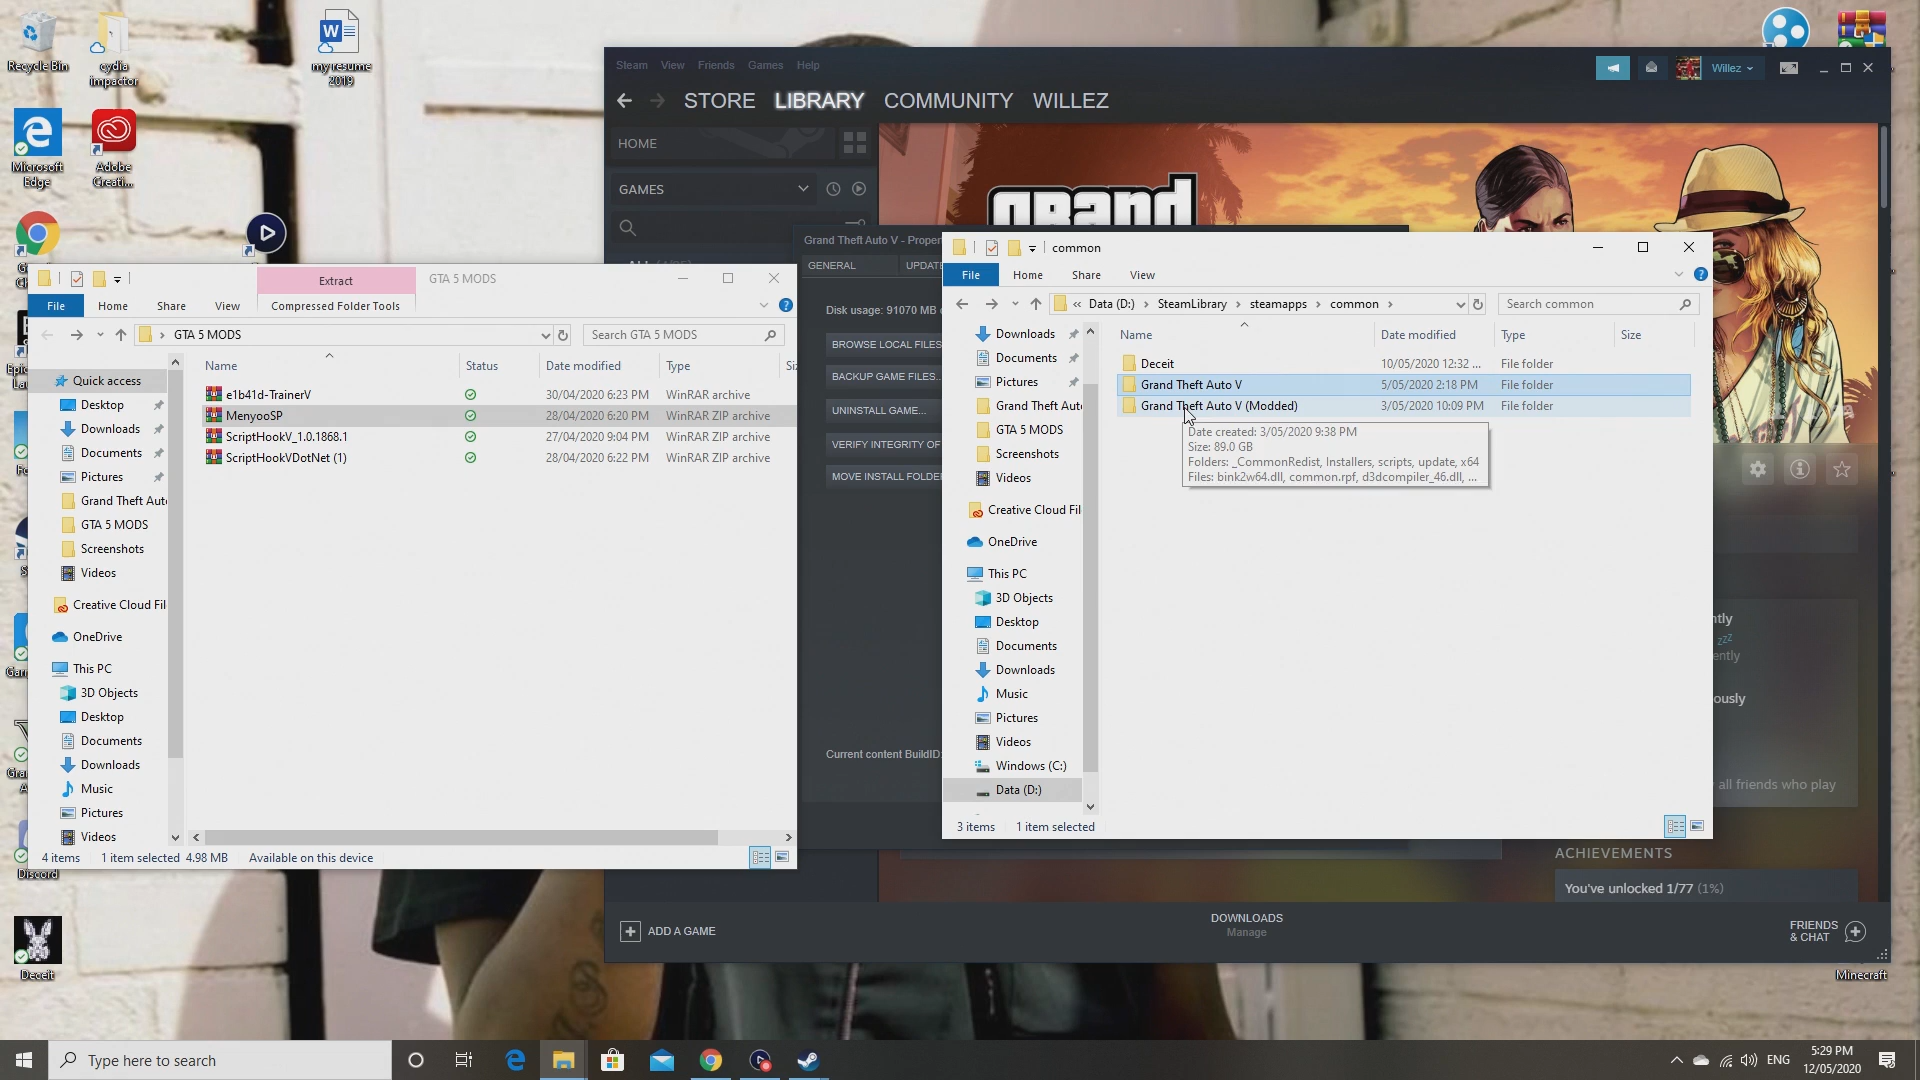 Recycle Bin
cydia
impactor
my resume
2019
Microsoft
Edge
Adobe
Creati...
Discord
Deceit
Minecraft
Steam View Friends Games Help
Willez
STORE LIBRARY COMMUNITY WILLEZ
HOME
GAMES
Grand Theft Auto V - Proper
GENERAL UPDATE
Disk usage: 91070 MB
BROWSE LOCAL FILES
BACKUP GAME FILES..
UNINSTALL GAME...
VERIFY INTEGRITY OF
MOVE INSTALL FOLDE
Current content BuildID:
Extract GTA 5 MODS
File Home Share View Compressed Folder Tools
GTA 5 MODS Search GTA 5 MODS
Name Status Date modified Type Si
e1b41d-TrainerV 30/04/2020 6:23 PM WinRAR archive
MenyooSP 28/04/2020 6:20 PM WinRAR ZIP archive
ScriptHookV_1.0.1868.1 27/04/2020 9:04 PM WinRAR ZIP archive
ScriptHookVDotNet (1) 28/04/2020 6:22 PM WinRAR ZIP archive
Quick access
Desktop
Downloads
Documents
Pictures
Grand Theft Aut
GTA 5 MODS
Screenshots
Videos
Creative Cloud Fil
OneDrive
This PC
3D Objects
Desktop
Documents
Downloads
Music
Pictures
Videos
4 items 1 item selected 4.98 MB Available on this device
common
File Home Share View
« Data (D:) SteamLibrary steamapps common Search common
Name Date modified Type Size
Deceit 10/05/2020 12:32 ... File folder
Grand Theft Auto V 5/05/2020 2:18 PM File folder
Grand Theft Auto V (Modded) 3/05/2020 10:09 PM File folder
Date created: 3/05/2020 9:38 PM
Size: 89.0 GB
Folders: _CommonRedist, Installers, scripts, update, x64
Files: bink2w64.dll, common.rpf, d3dcompiler_46.dll, ...
Downloads
Documents
Pictures
Grand Theft Aut
GTA 5 MODS
Screenshots
Videos
Creative Cloud Fil
OneDrive
This PC
3D Objects
Desktop
Documents
Downloads
Music
Pictures
Videos
Windows (C:)
Data (D:)
3 items 1 item selected
grand
ntly
zzZ
ently
ously
all friends who play
ACHIEVEMENTS
You've unlocked 1/77 (1%)
ADD A GAME
DOWNLOADS
Manage
FRIENDS
& CHAT
Type here to search
ENG
5:29 PM
12/05/2020